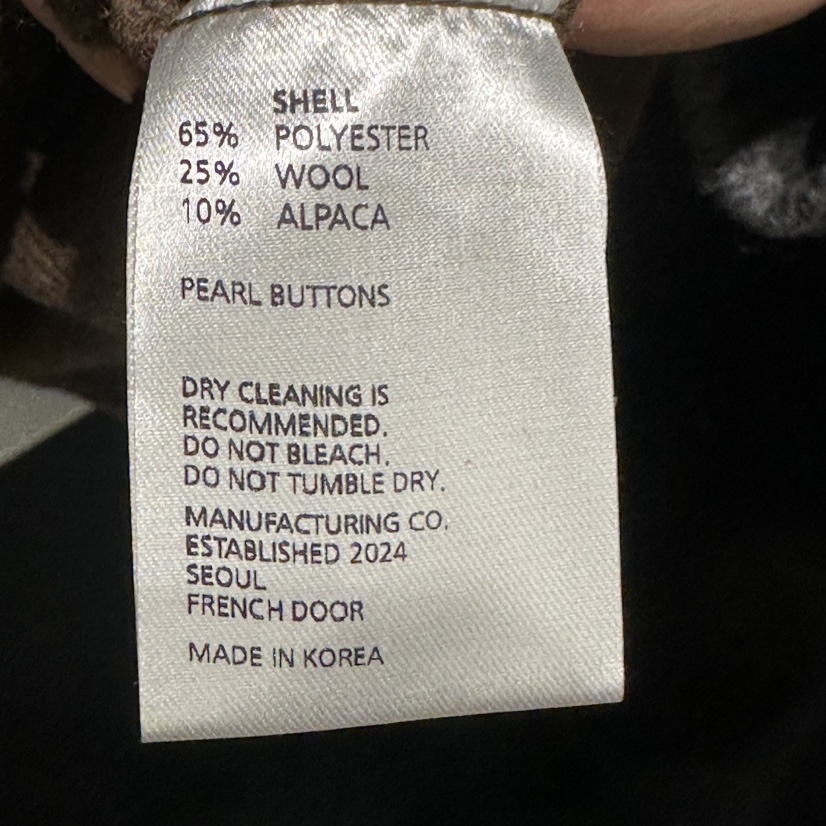 SHELL
65% POLYESTER
25% WOOL
10% ALPACA
PEARL BUTTONS
DRY CLEANING IS
RECOMMENDED.
DO NOT BLEACH.
DO NOT TUMBLE DRY.
MANUFACTURING CO.
ESTABLISHED 2024
SEOUL
FRENCH DOOR
MADE IN KOREA